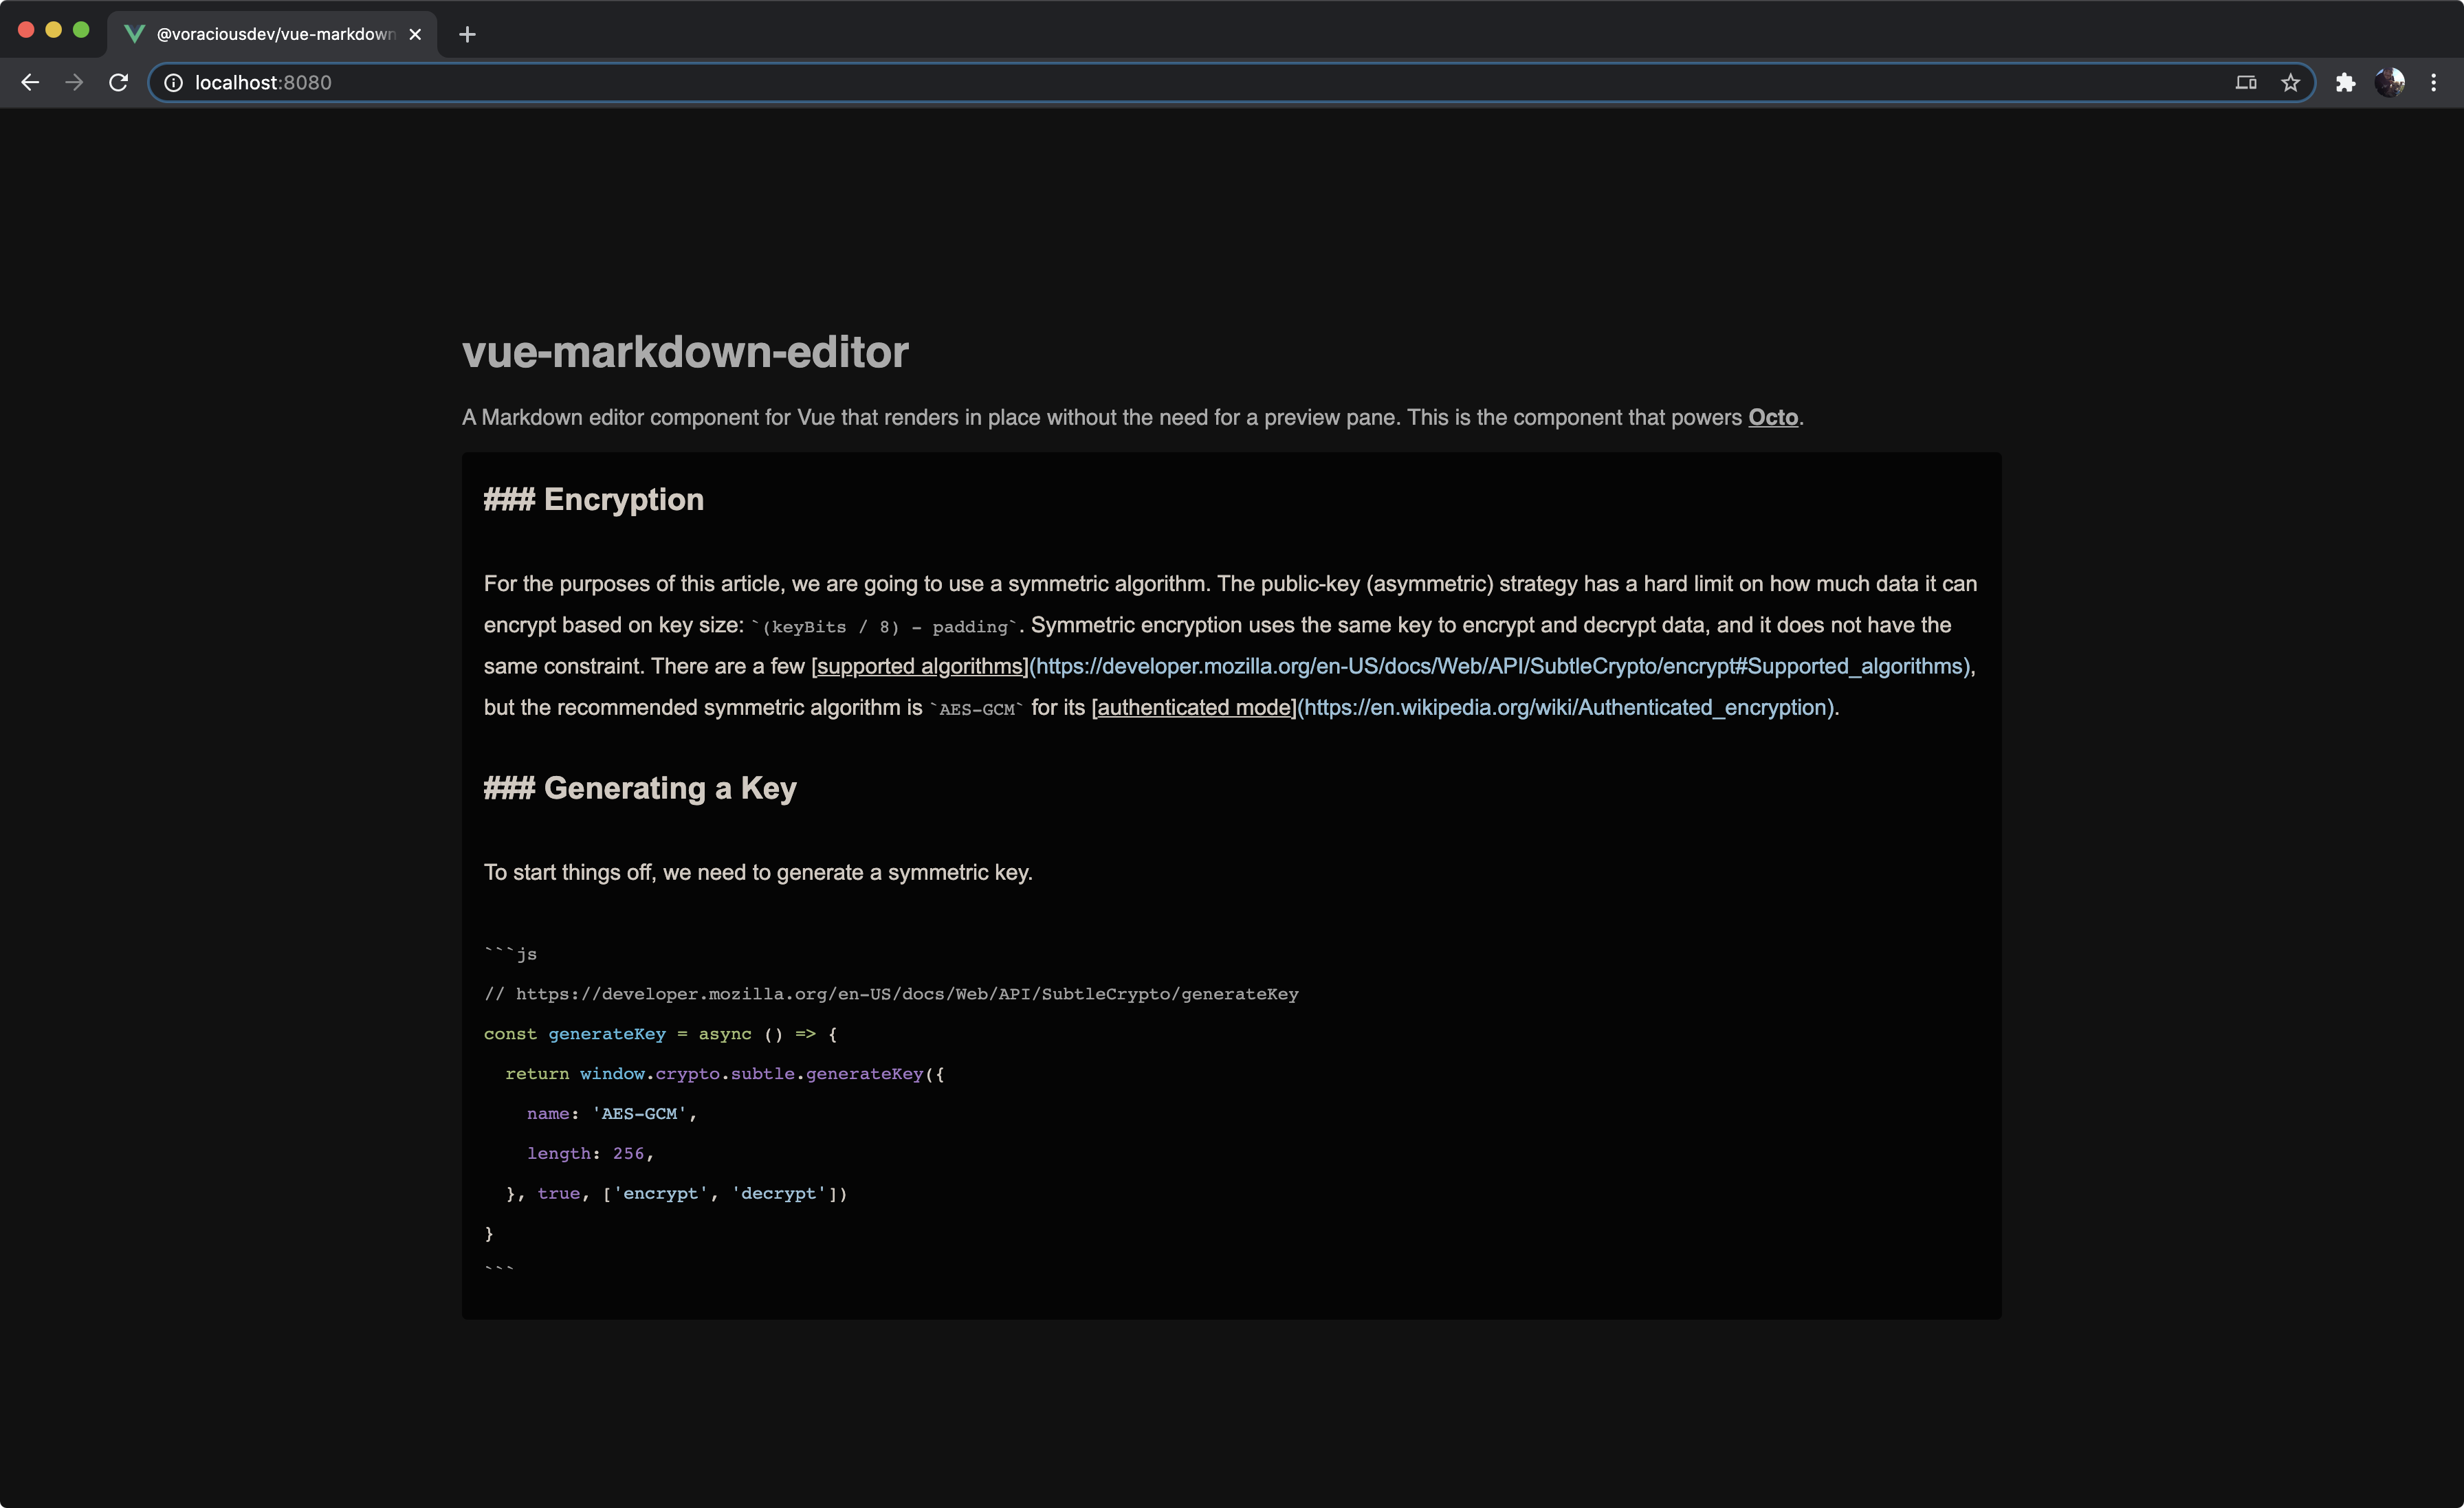 @voraciousdev/vue-markdown
localhost:8080
vue-markdown-editor
A Markdown editor component for Vue that renders in place without the need for a preview pane. This is the component that powers Octo.
### Encryption
For the purposes of this article, we are going to use a symmetric algorithm. The public-key (asymmetric) strategy has a hard limit on how much data it can
encrypt based on key size: `(keyBits / 8) - padding`. Symmetric encryption uses the same key to encrypt and decrypt data, and it does not have the
same constraint. There are a few [supported algorithms](https://developer.mozilla.org/en-US/docs/Web/API/SubtleCrypto/encrypt#Supported_algorithms),
but the recommended symmetric algorithm is `AES-GCM` for its [authenticated mode](https://en.wikipedia.org/wiki/Authenticated_encryption).
### Generating a Key
To start things off, we need to generate a symmetric key.
```js
// https://developer.mozilla.org/en-US/docs/Web/API/SubtleCrypto/generateKey
const generateKey = async () => {
  return window.crypto.subtle.generateKey({
    name: 'AES-GCM',
    length: 256,
  }, true, ['encrypt', 'decrypt'])
}
```